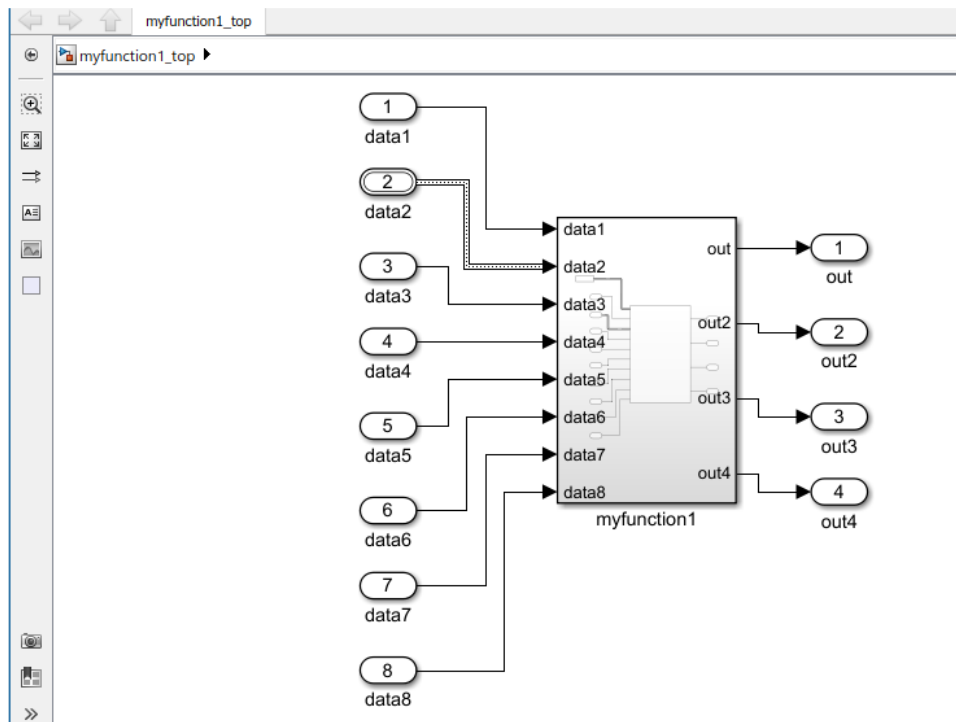 myfunction1_top
myfunction1_top
1
data1
2
data2
3
data3
4
data4
5
data5
6
data6
7
data7
8
data8
data1
data2
data3
data4
data5
data6
data7
data8
out
out2
out3
out4
myfunction1
1
out
2
out2
3
out3
4
out4